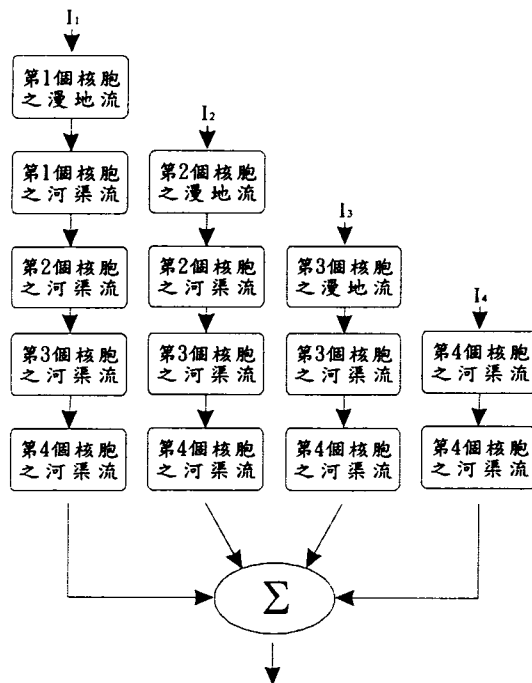 I₁
第1個核胞
之漫地流
第1個核胞
之河渠流
第2個核胞
之河渠流
第3個核胞
之河渠流
第4個核胞
之河渠流
I₂
第2個核胞
之漫地流
第2個核胞
之河渠流
第3個核胞
之河渠流
第4個核胞
之河渠流
I₃
第3個核胞
之漫地流
第3個核胞
之河渠流
第4個核胞
之河渠流
I₄
第4個核胞
之河渠流
第4個核胞
之河渠流
Σ